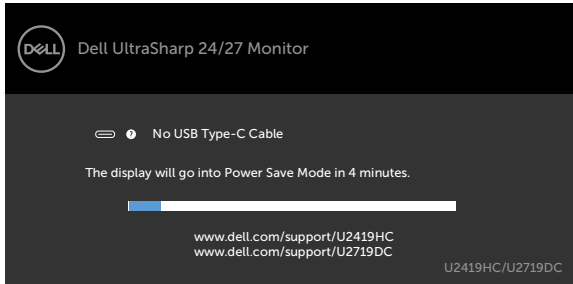 DELL
Dell UltraSharp 24/27 Monitor
? No USB Type-C Cable
The display will go into Power Save Mode in 4 minutes.
www.dell.com/support/U2419HC
www.dell.com/support/U2719DC
U2419HC/U2719DC